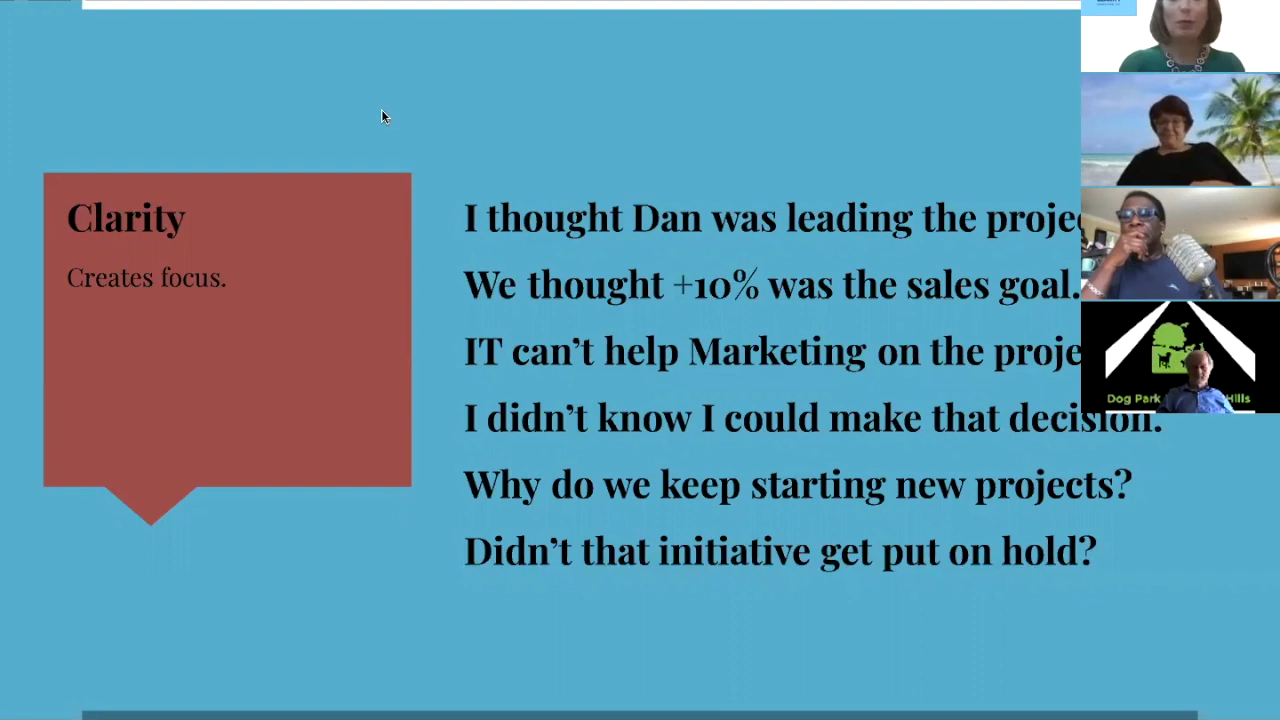 Clarity
Creates focus.
I thought Dan was leading the
We thought +10% was the sales goal.
IT can’t help Marketing on the
I didn’t know I could make that decision.
Why do we keep starting new projects?
Didn’t that initiative get put on hold?
Dog Park Hills